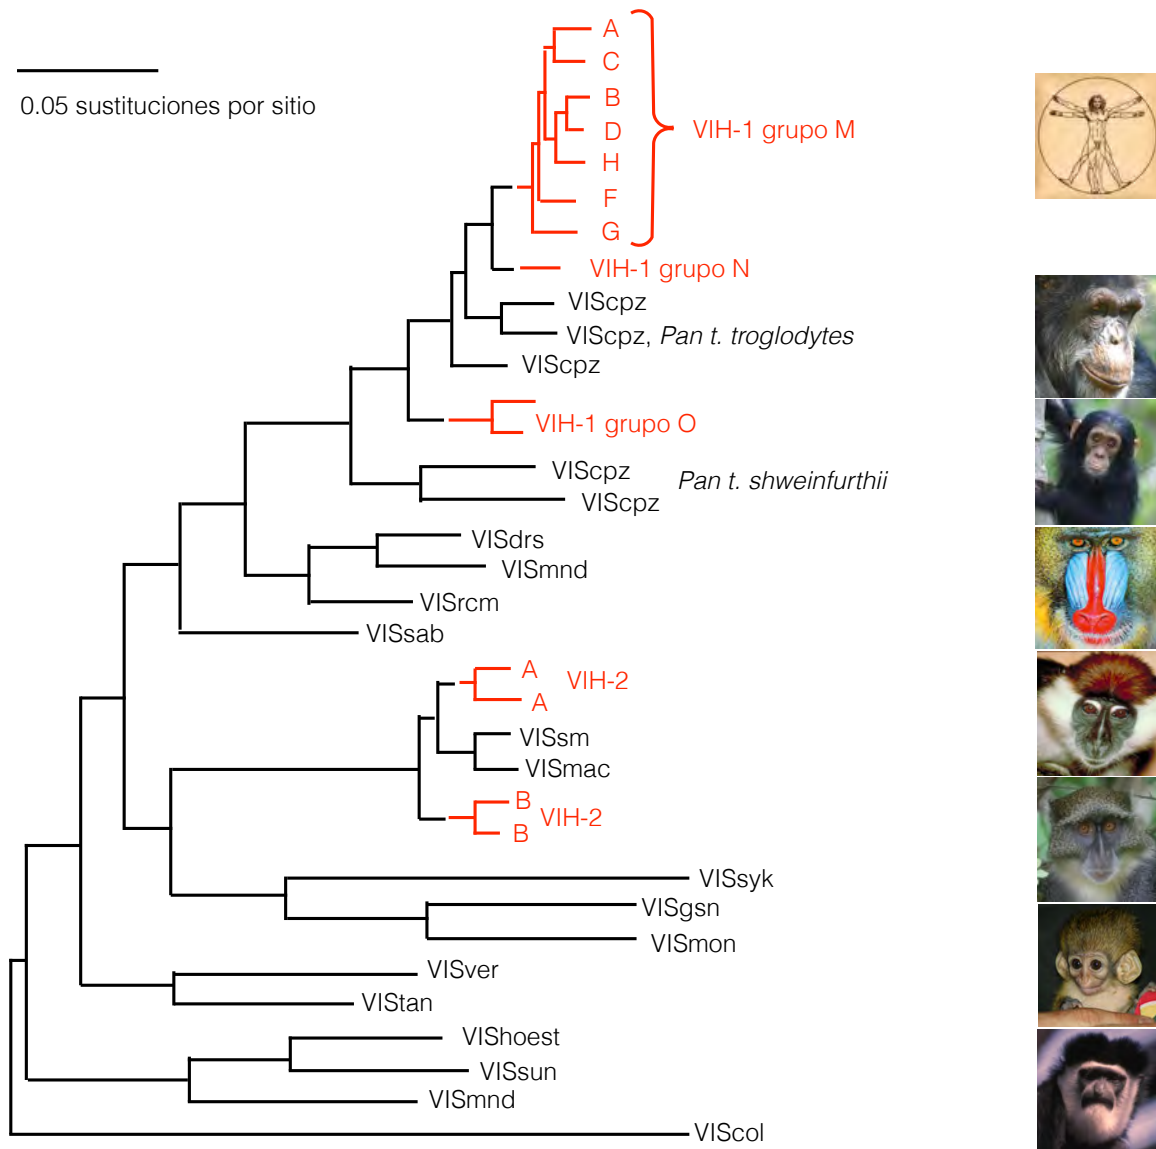 0.05 sustituciones por sitio
A
C
B
D
H
F
G
VIH-1 grupo M
VIH-1 grupo N
VIScpz
VIScpz, Pan t. troglodytes
VIScpz
VIH-1 grupo O
VIScpz
Pan t. shweinfurthii
VIScpz
VISdrs
VISmnd
VISrcm
VISsab
A
VIH-2
A
VISsm
VISmac
B
VIH-2
B
VISsyk
VISgsn
VISmon
VISver
VIStan
VIShoest
VISsun
VISmnd
VIScol